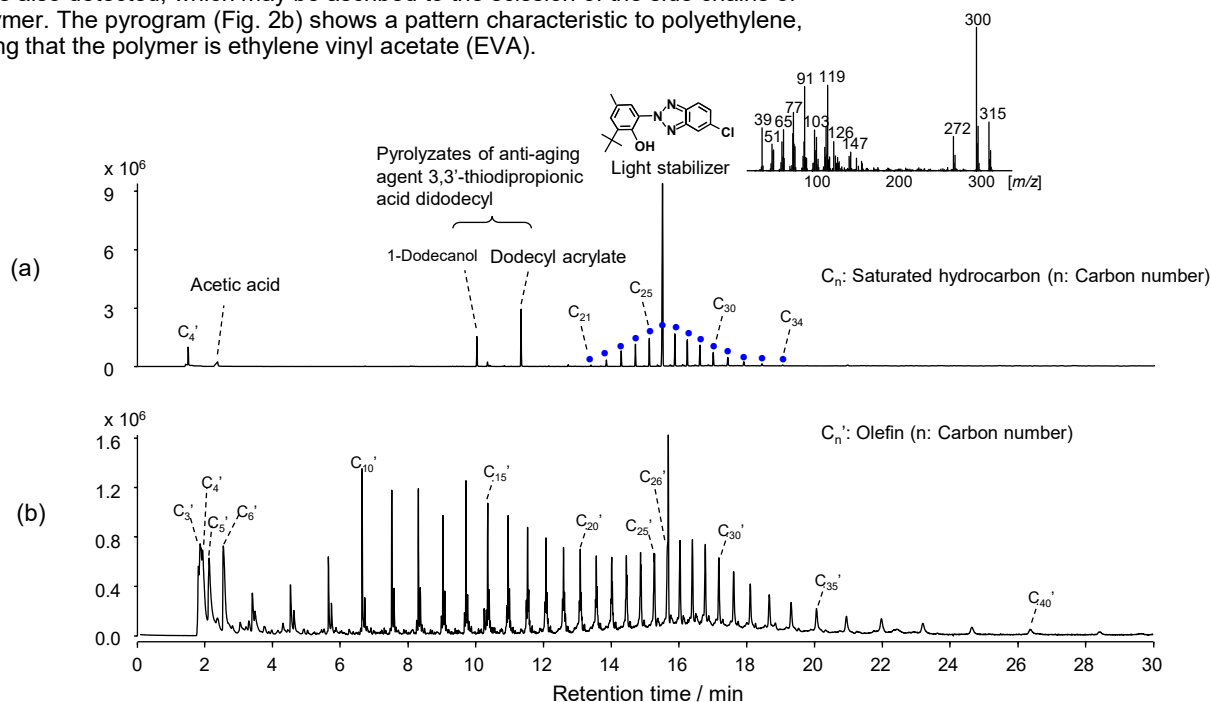 also detected, which may be ascribed to the scission of the side chains of
mer. The pyrogram (Fig. 2b) shows a pattern characteristic to polyethylene,
ng that the polymer is ethylene vinyl acetate (EVA).
300
91 119
77
39 65 103 126 315
51 147 272
N
N
N
Cl
OH
Light stabilizer
100 200 300 [m/z]
Pyrolyzates of anti-aging
agent 3,3'-thiodipropionic
acid didodecyl
x 10⁶
9
6
3
0
(a)
1-Dodecanol Dodecyl acrylate
Acetic acid
C₄'
C₂₁
C₂₅
C₃₀
C₃₄
Cₙ: Saturated hydrocarbon (n: Carbon number)
x 10⁶
1.6
1.2
0.8
0.4
0.0
(b)
Cₙ': Olefin (n: Carbon number)
C₃'
C₄'
C₅'
C₆'
C₁₀'
C₁₅'
C₂₀'
C₂₅'
C₂₆'
C₃₀'
C₃₅'
C₄₀'
0 2 4 6 8 10 12 14 16 18 20 22 24 26 28 30
Retention time / min